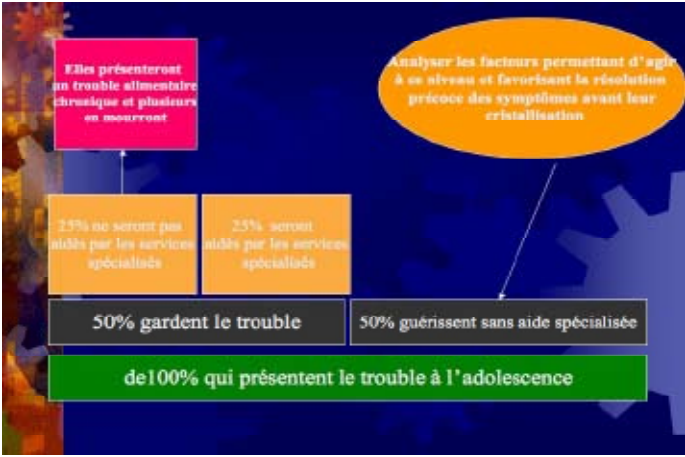 Elles présenteront
un trouble alimentaire
chronique et plusieurs
en mourront
Analyser les facteurs permettant d’agir
à ce niveau et favorisant la résolution
précoce des symptômes avant leur
cristallisation
25% ne seront pas
aidés par les services
spécialisés
25% seront
aidés par les services
spécialisés
50% gardent le trouble
50% guérissent sans aide spécialisée
de100% qui présentent le trouble à l’adolescence